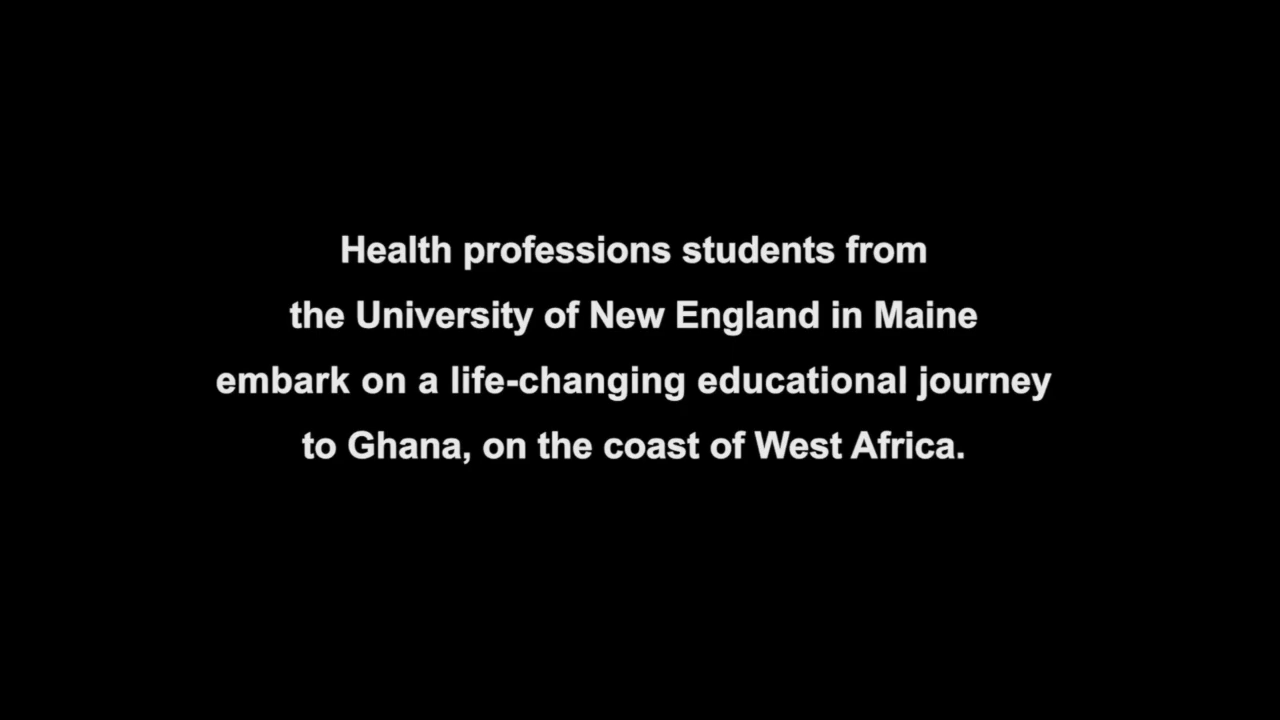 Health professions students from
the University of New England in Maine
embark on a life-changing educational journey
to Ghana, on the coast of West Africa.